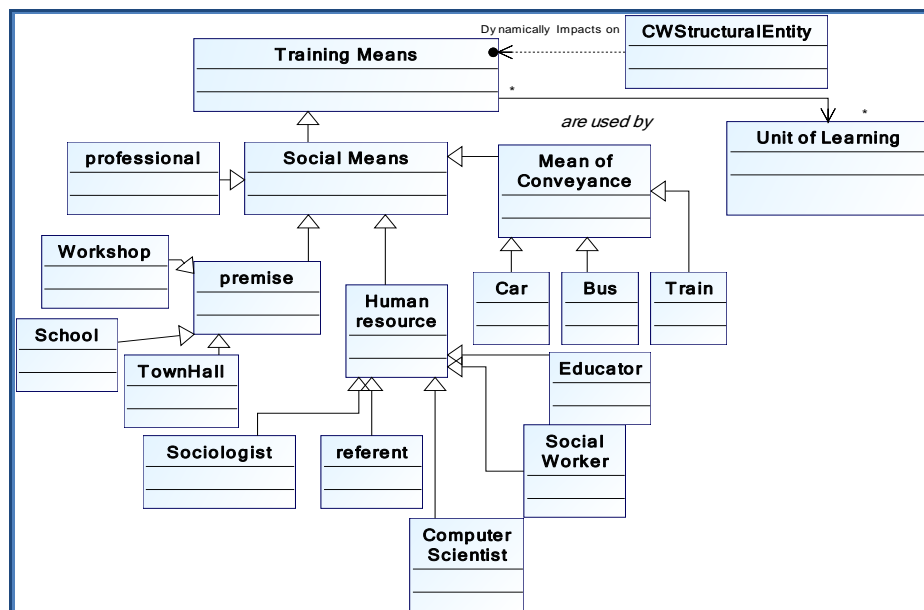 Dynamically Impacts on
CWStructuralEntity
Training Means
*
*
are used by
Unit of Learning
professional
Social Means
Mean of
Conveyance
Workshop
premise
Human
resource
Car
Bus
Train
School
TownHall
Educator
Sociologist
referent
Social
Worker
Computer
Scientist